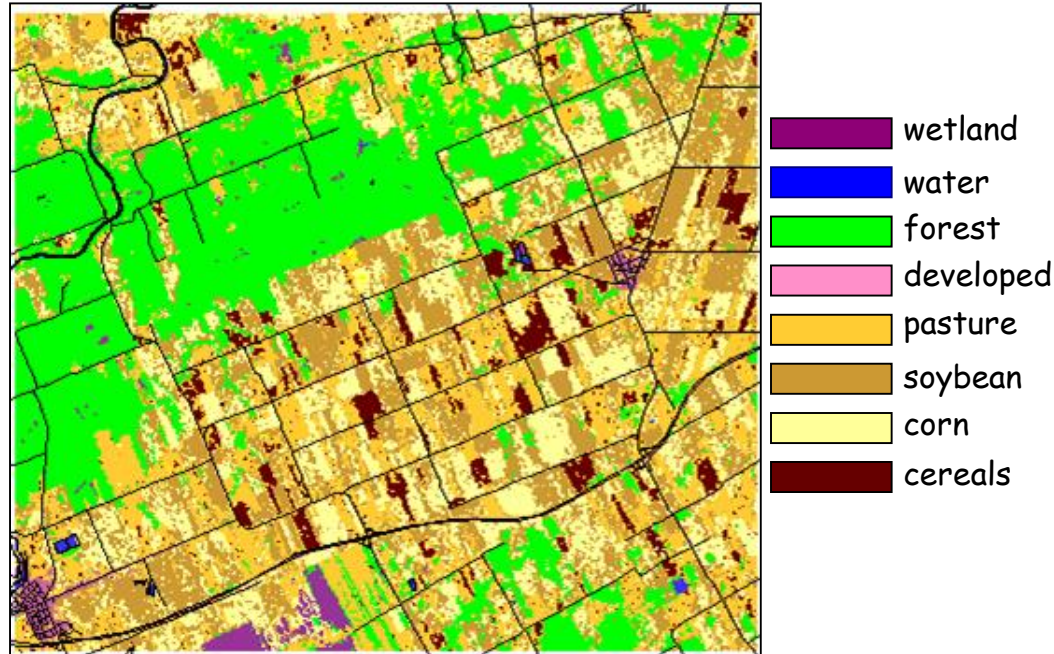 wetland
water
forest
developed
pasture
soybean
corn
cereals